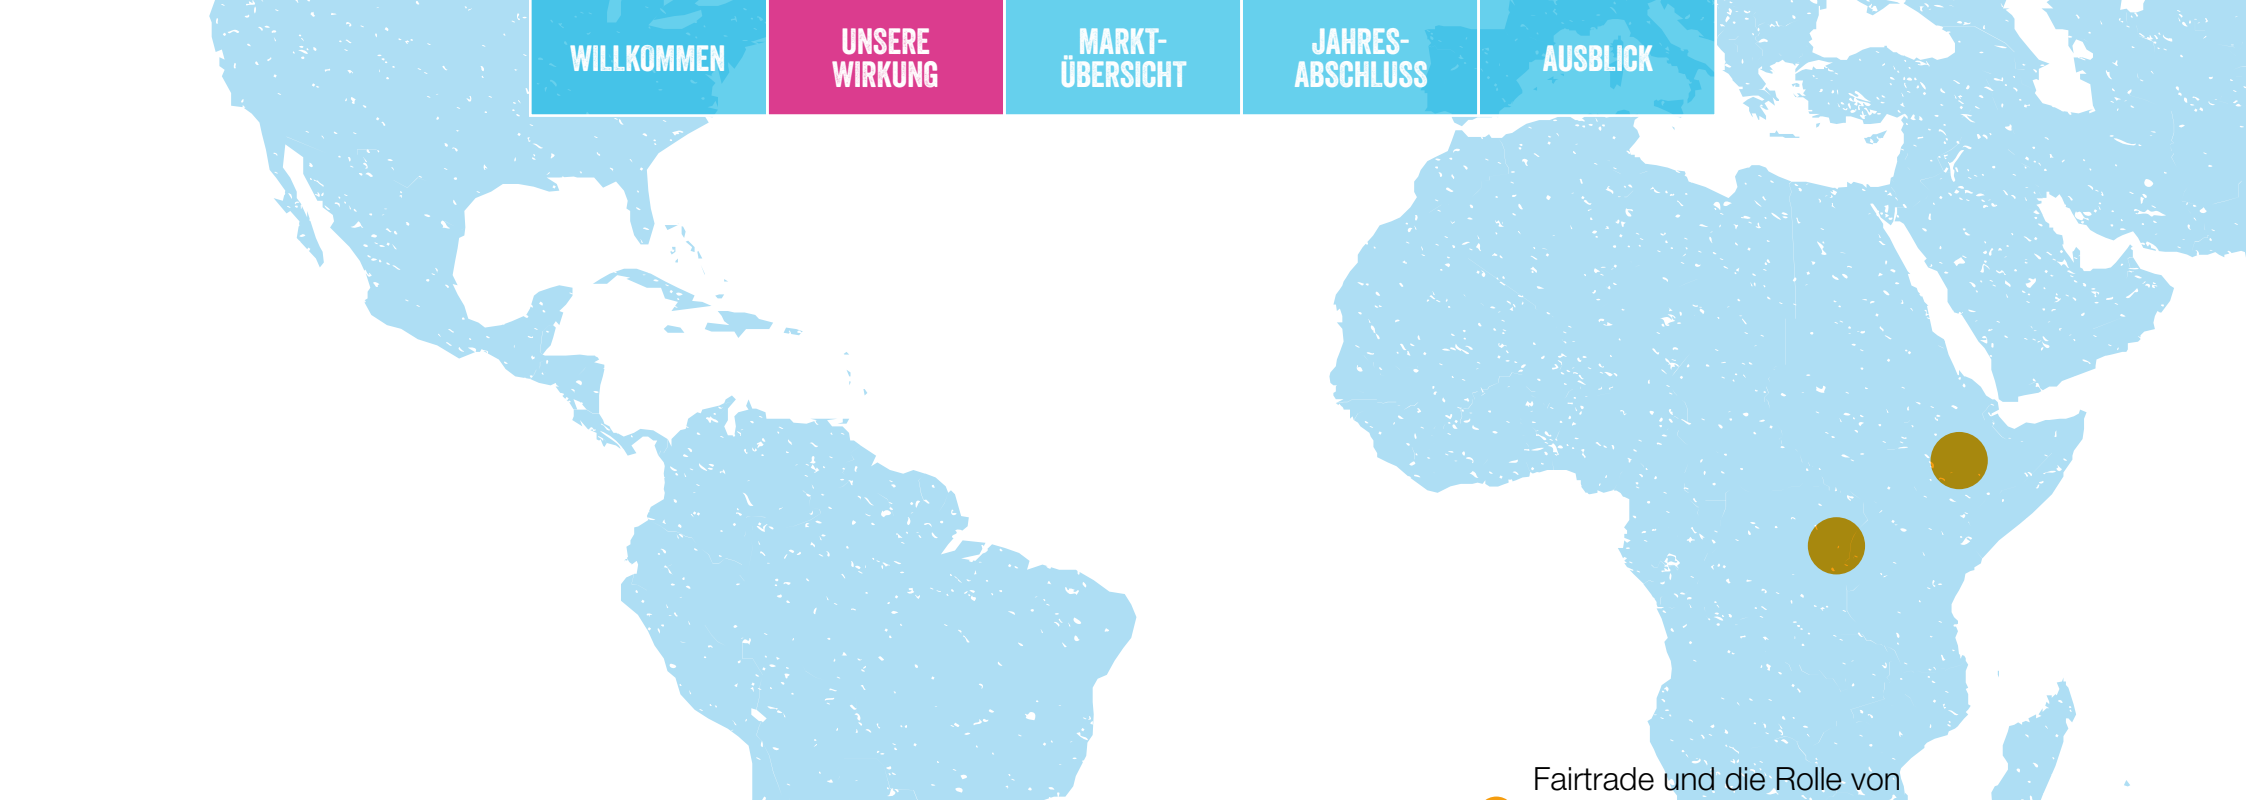 WILLKOMMEN
UNSERE
WIRKUNG
MARKT-
ÜBERSICHT
JAHRES-
ABSCHLUSS
AUSBLICK
Fairtrade und die Rolle von